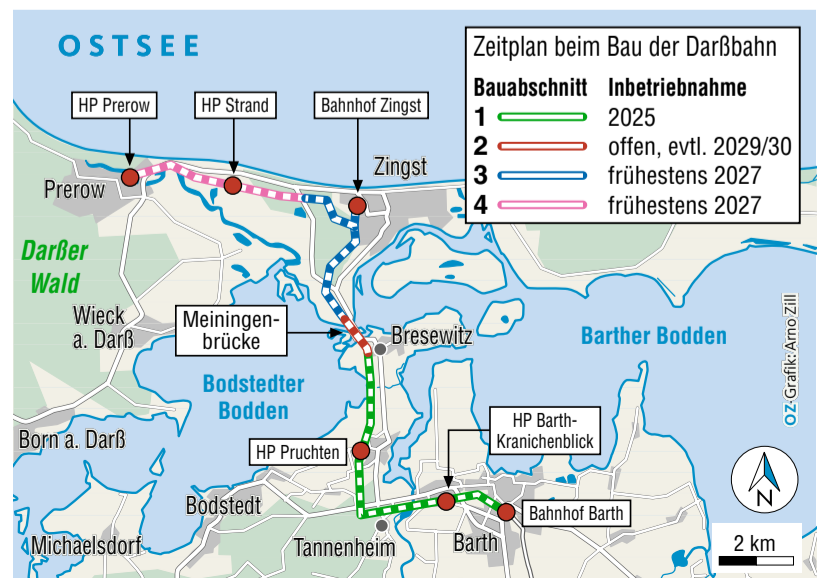 OSTSEE
Zeitplan beim Bau der Darßbahn
Bauabschnitt Inbetriebnahme
1 2025
2 offen, evtl. 2029/30
3 frühestens 2027
4 frühestens 2027
HP Prerow
HP Strand
Bahnhof Zingst
Zingst
Prerow
Darßer
Wald
Wieck
a. Darß
Meiningen-
brücke
Bresewitz
Barther Bodden
Bodstedter
Bodden
Born a. Darß
HP Pruchten
HP Barth-
Kranichenblick
Bodstedt
Bahnhof Barth
Michaelsdorf
Tannenheim
Barth
N
2 km
OZ-Grafik: Arno Zill